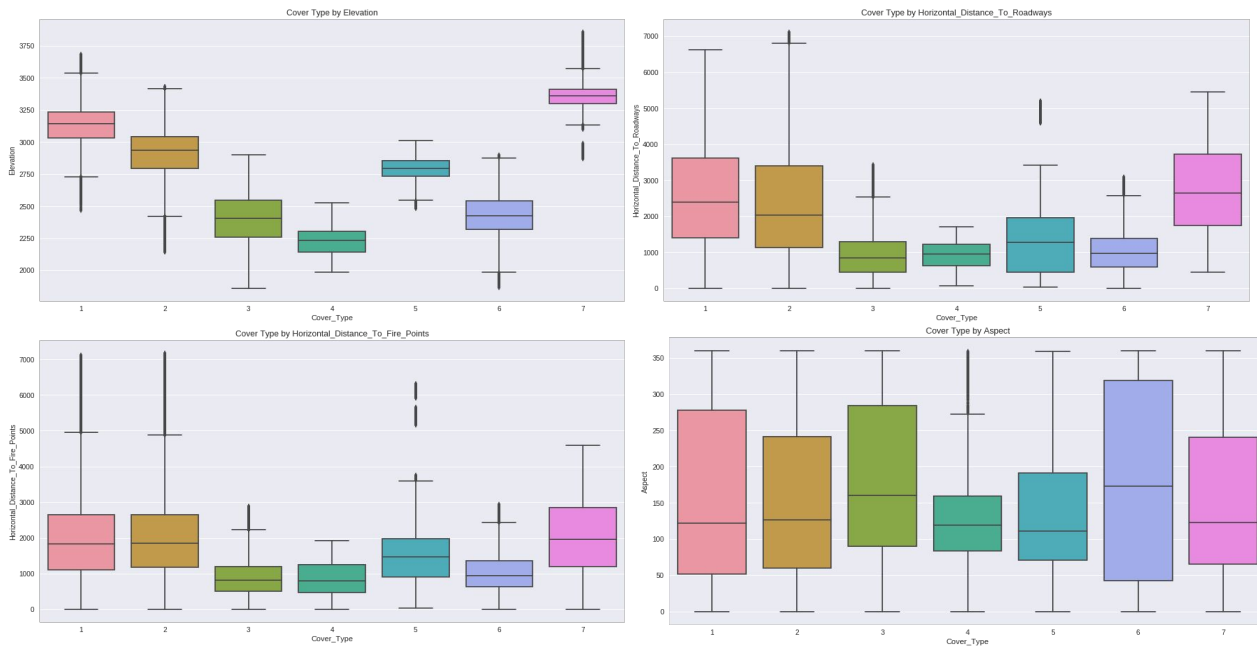 Cover Type by Elevation
3750
3500
3250
3000
2750
2500
2250
2000
Elevation
1 2 3 4 5 6 7
Cover_Type
Cover Type by Horizontal_Distance_To_Roadways
7000
6000
5000
4000
3000
2000
1000
0
Horizontal_Distance_To_Roadways
1 2 3 4 5 6 7
Cover_Type
Cover Type by Horizontal_Distance_To_Fire_Points
7000
6000
5000
4000
3000
2000
1000
0
Horizontal_Distance_To_Fire_Points
1 2 3 4 5 6 7
Cover_Type
Cover Type by Aspect
350
300
250
200
150
100
50
0
Aspect
1 2 3 4 5 6 7
Cover_Type